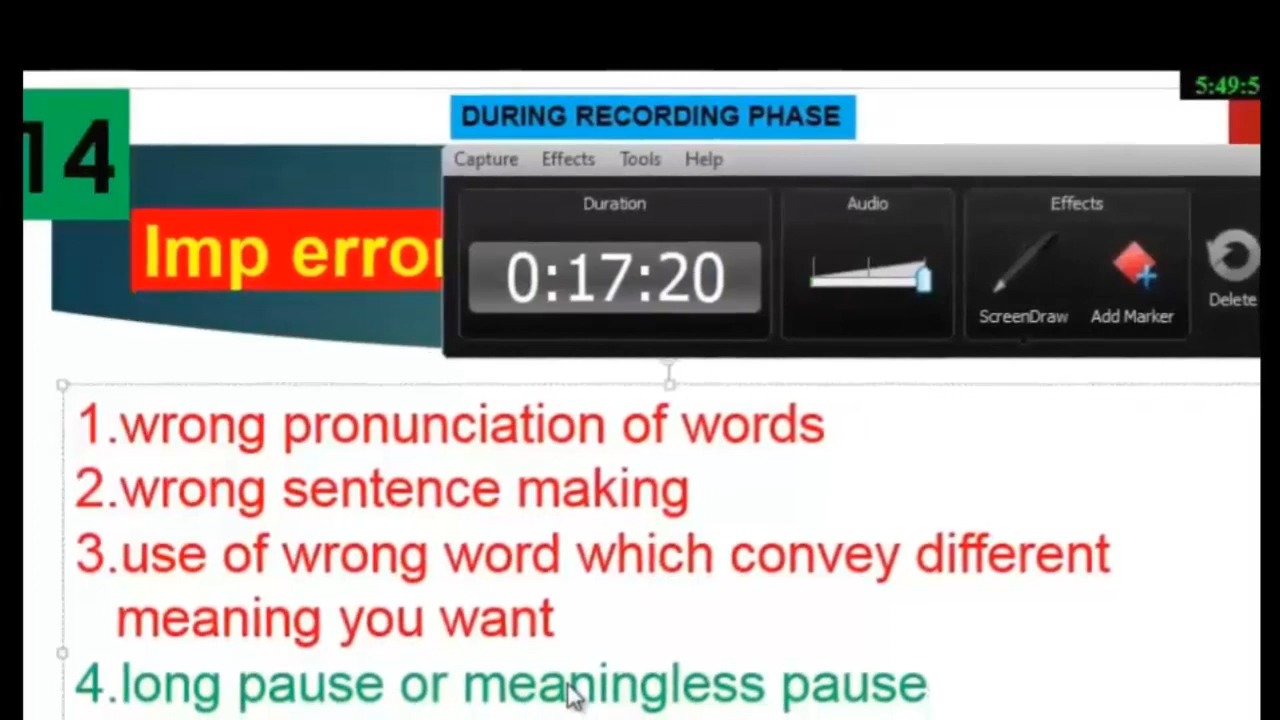 5:49:5
DURING RECORDING PHASE
14
Capture Effects Tools Help
Duration Audio Effects
Imp error
0:17:20
ScreenDraw Add Marker Delete
1.wrong pronunciation of words
2.wrong sentence making
3.use of wrong word which convey different
meaning you want
4.long pause or meaningless pause